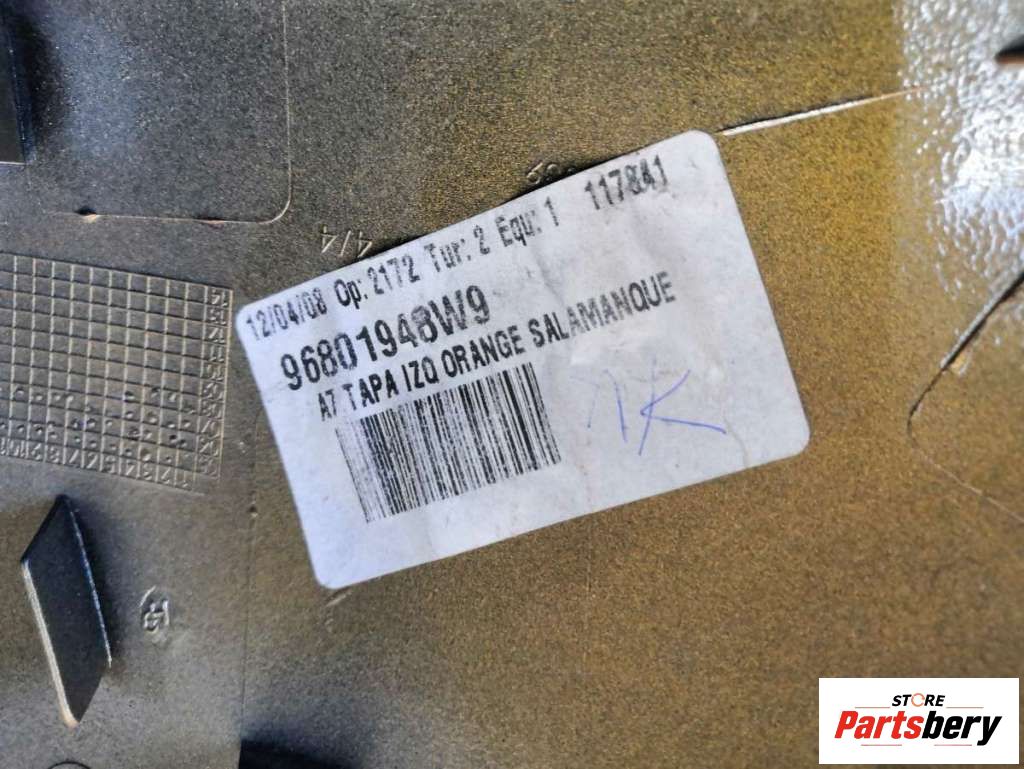 4/4
12/04/08 Op: 2172 Tur: 2 Equ: 1 117841
96801948W9
A7 TAPA IZQ ORANGE SALAMANQUE
STORE
Partsbery